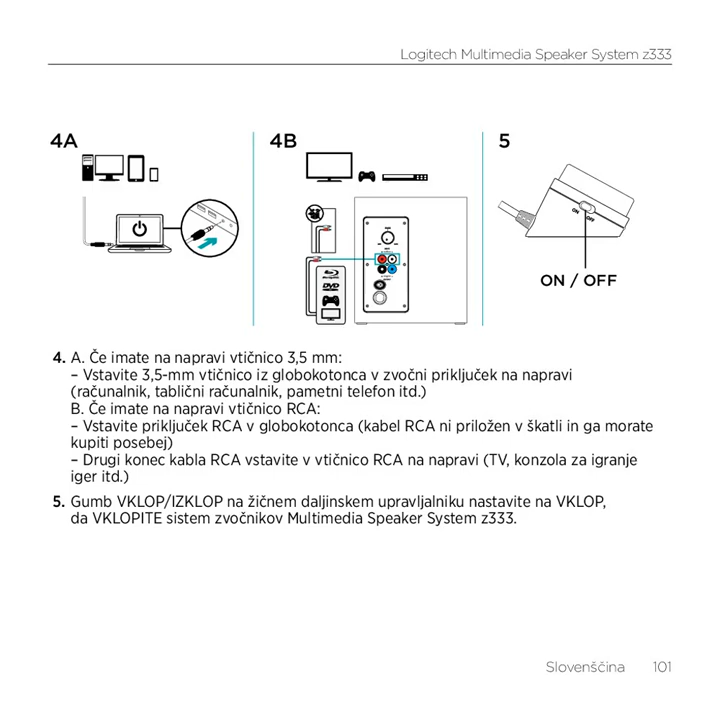 Logitech Multimedia Speaker System z333
4A
4B
5
ON
OFF
ON / OFF
DVD
4. A. Če imate na napravi vtičnico 3,5 mm:
– Vstavite 3,5-mm vtičnico iz globokotonca v zvočni priključek na napravi
(računalnik, tablični računalnik, pametni telefon itd.)
B. Če imate na napravi vtičnico RCA:
– Vstavite priključek RCA v globokotonca (kabel RCA ni priložen v škatli in ga morate
kupiti posebej)
– Drugi konec kabla RCA vstavite v vtičnico RCA na napravi (TV, konzola za igranje
iger itd.)
5. Gumb VKLOP/IZKLOP na žičnem daljinskem upravljalniku nastavite na VKLOP,
da VKLOPITE sistem zvočnikov Multimedia Speaker System z333.
Slovenščina 101